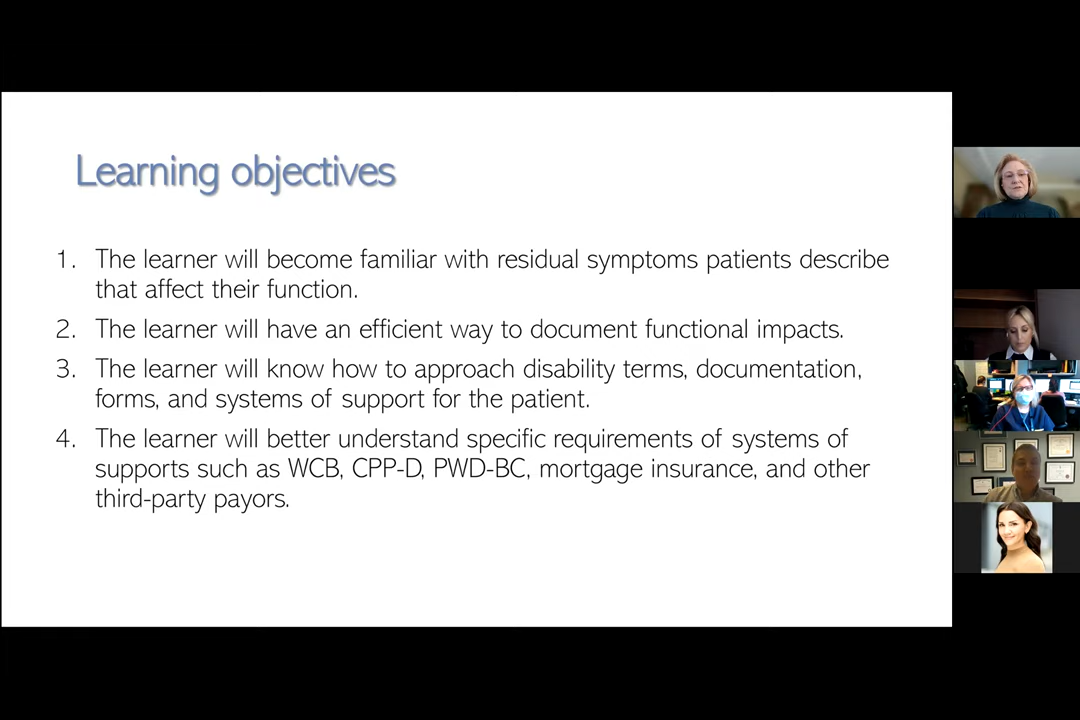 Learning objectives
1. The learner will become familiar with residual symptoms patients describe
that affect their function.
2. The learner will have an efficient way to document functional impacts.
3. The learner will know how to approach disability terms, documentation,
forms, and systems of support for the patient.
4. The learner will better understand specific requirements of systems of
supports such as WCB, CPP-D, PWD-BC, mortgage insurance, and other
third-party payors.